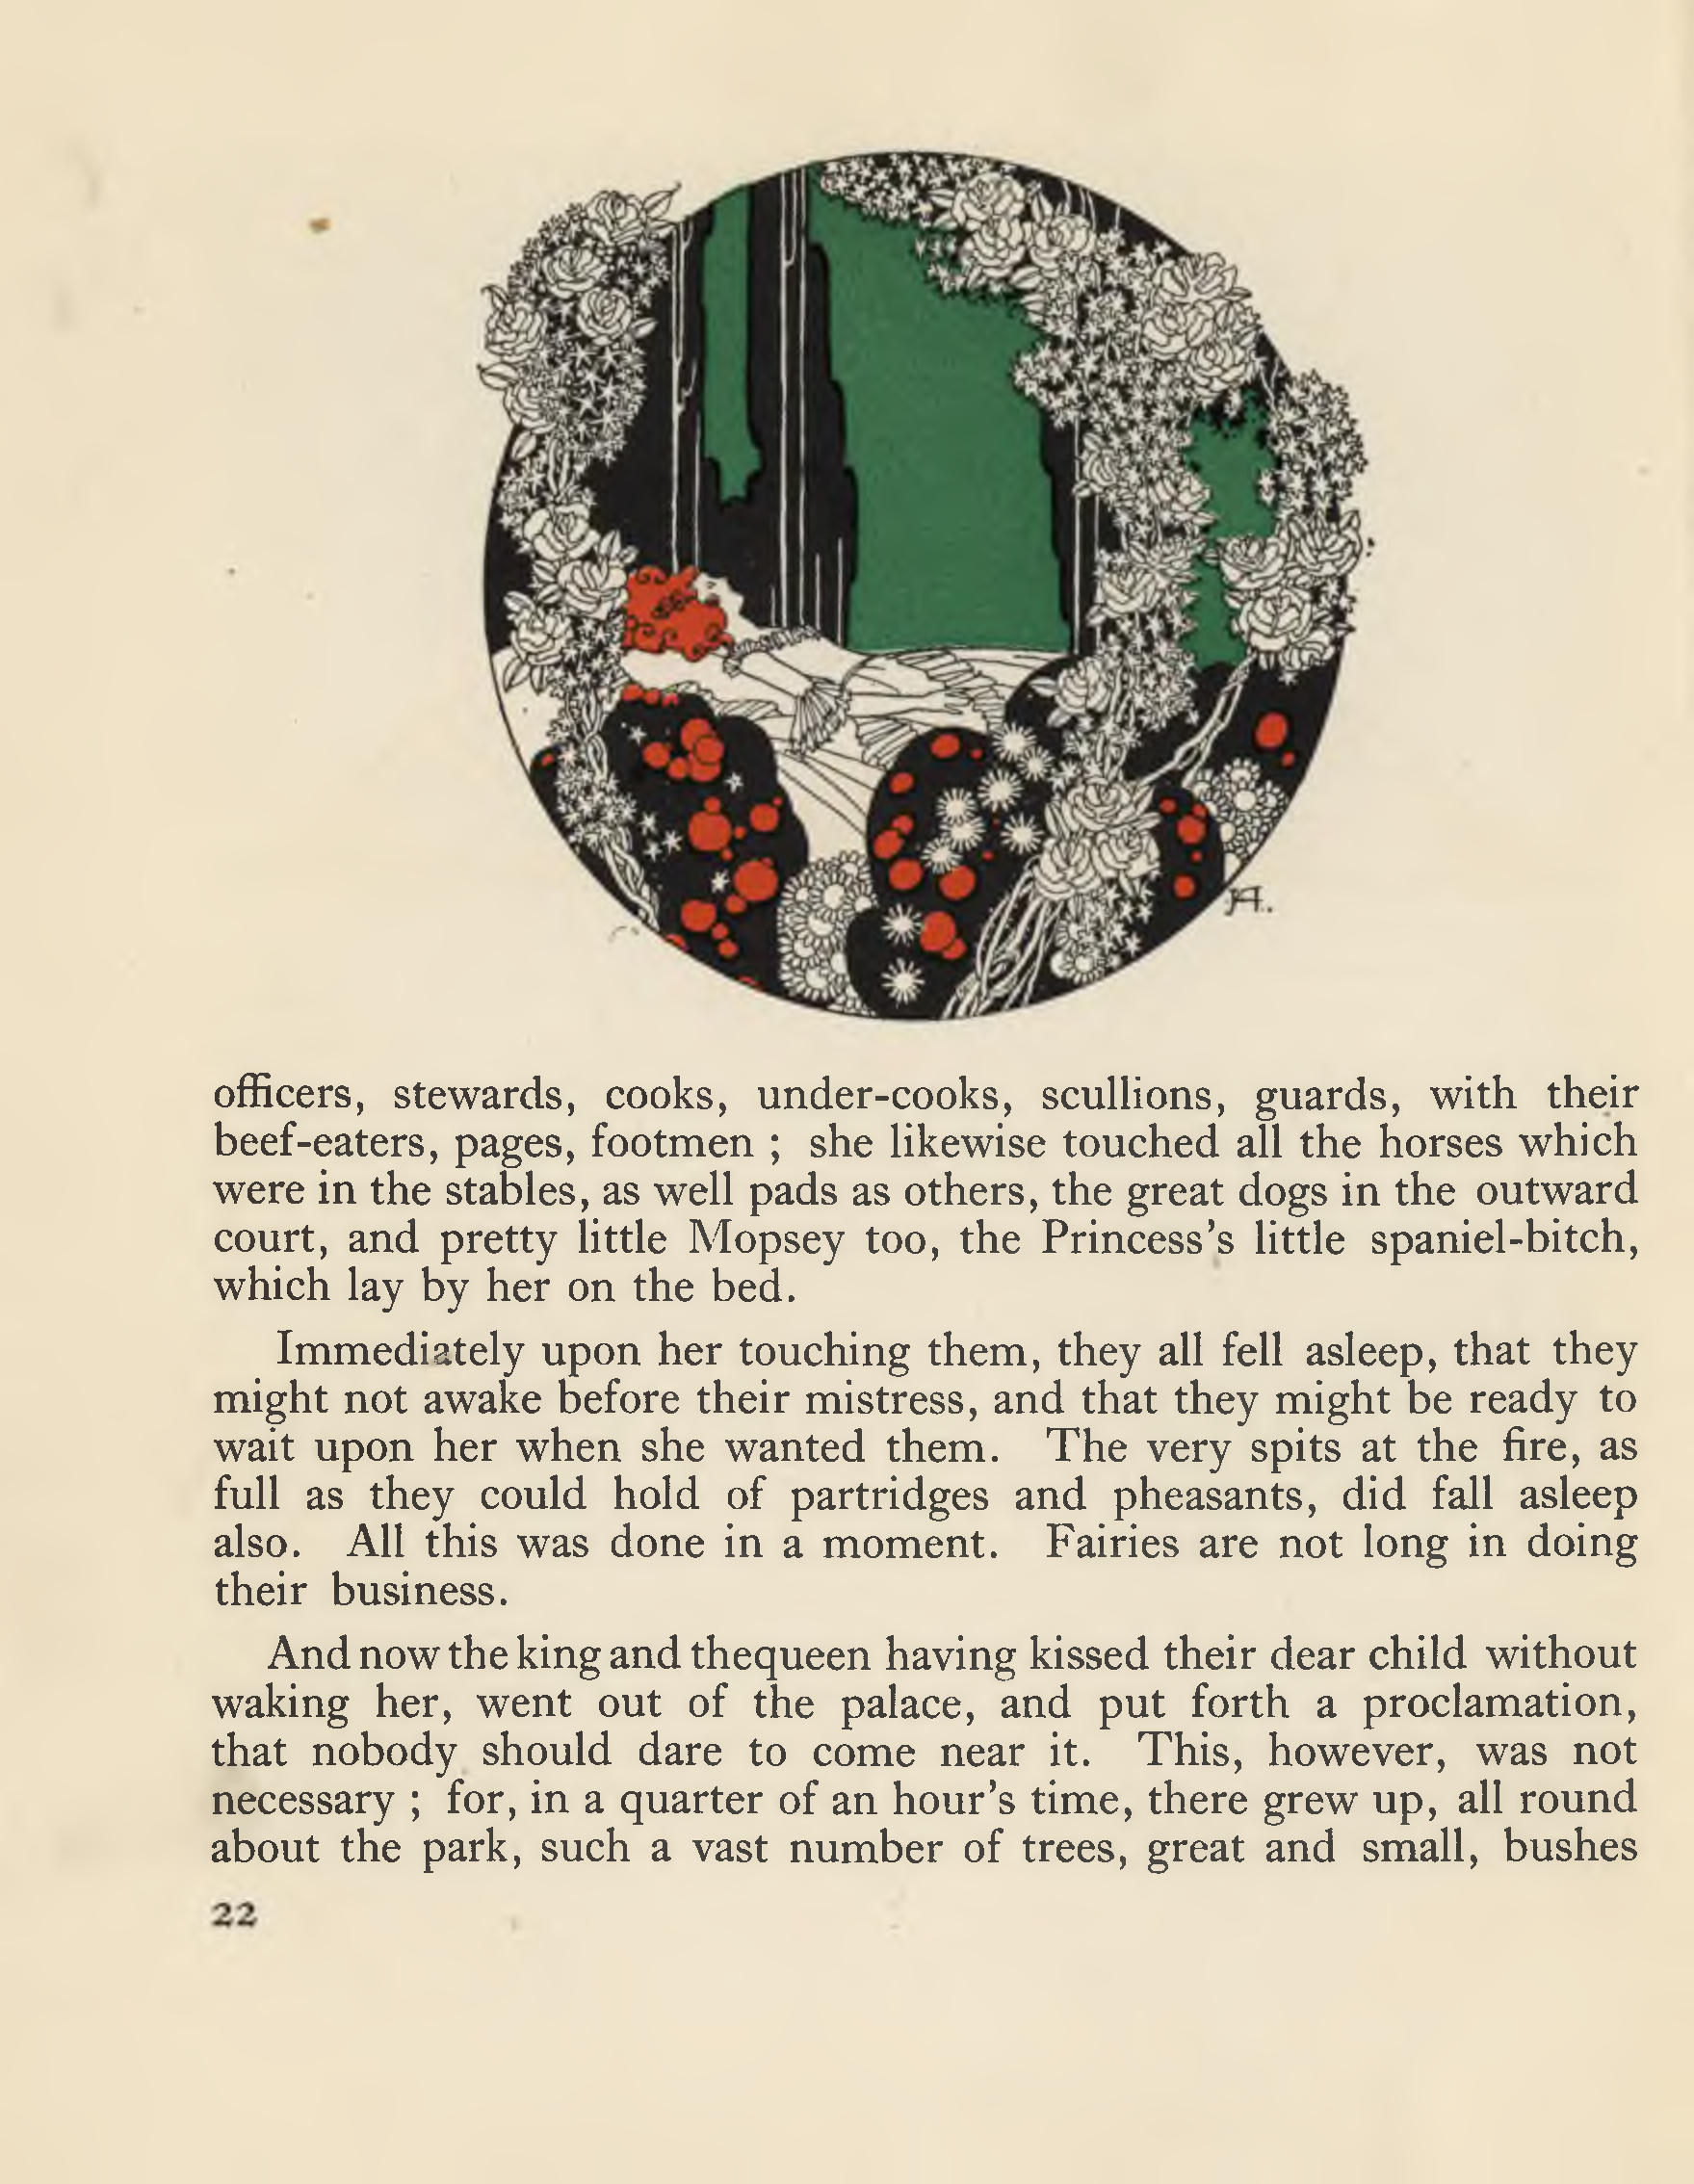 JA.
officers, stewards, cooks, under-cooks, scullions, guards, with their
beef-eaters, pages, footmen ; she likewise touched all the horses which
were in the stables, as well pads as others, the great dogs in the outward
court, and pretty little Mopsey too, the Princess's little spaniel-bitch,
which lay by her on the bed.
Immediately upon her touching them, they all fell asleep, that they
might not awake before their mistress, and that they might be ready to
wait upon her when she wanted them. The very spits at the fire, as
full as they could hold of partridges and pheasants, did fall asleep
also. All this was done in a moment. Fairies are not long in doing
their business.
And now the king and thequeen having kissed their dear child without
waking her, went out of the palace, and put forth a proclamation,
that nobody should dare to come near it. This, however, was not
necessary ; for, in a quarter of an hour's time, there grew up, all round
about the park, such a vast number of trees, great and small, bushes
22